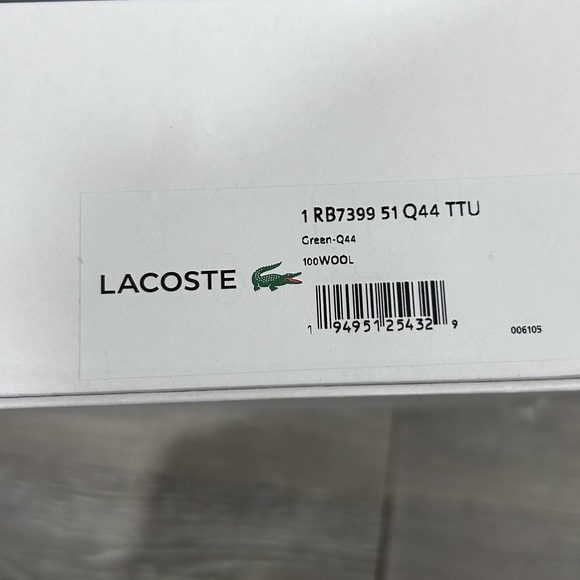 1 RB7399 51 Q44 TTU
Green-Q44
100WOOL
LACOSTE
1 94951 25432 9
006105